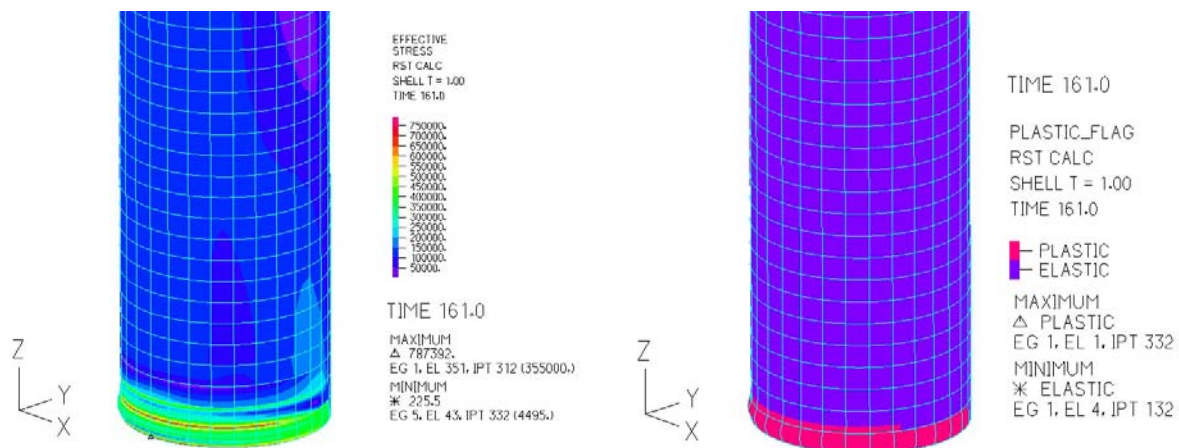 EFFECTIVE
STRESS
RST CALC
SHELL T = 1.00
TIME 161.0
750000.
700000.
650000.
600000.
550000.
500000.
450000.
400000.
350000.
300000.
250000.
200000.
150000.
100000.
50000.
TIME 161.0
MAXIMUM
Δ 787392.
EG 1, EL 351, IPT 312 (355000.)
MINIMUM
✳ 225.5
EG 5, EL 43, IPT 332 (4495.)
Z
Y
X
TIME 161.0
PLASTIC_FLAG
RST CALC
SHELL T = 1.00
TIME 161.0
PLASTIC
ELASTIC
MAXIMUM
Δ PLASTIC
EG 1, EL 1, IPT 332
MINIMUM
✳ ELASTIC
EG 1, EL 4, IPT 132
Z
Y
X